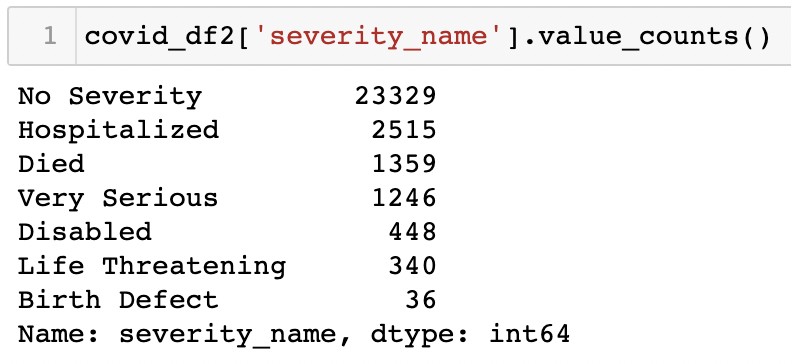 1 covid_df2['severity_name'].value_counts()
No Severity 23329
Hospitalized 2515
Died 1359
Very Serious 1246
Disabled 448
Life Threatening 340
Birth Defect 36
Name: severity_name, dtype: int64